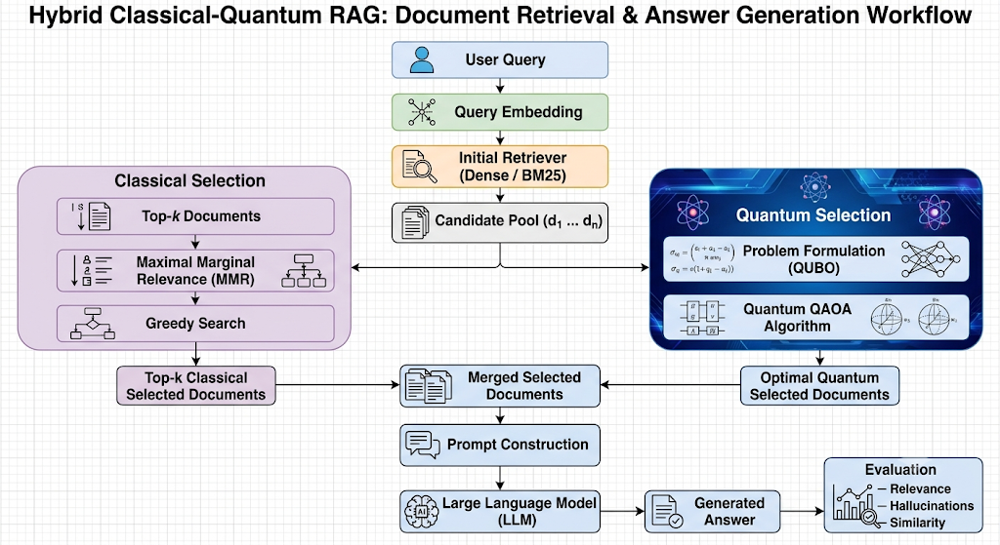 Hybrid Classical-Quantum RAG: Document Retrieval & Answer Generation Workflow
User Query
Query Embedding
Initial Retriever
(Dense / BM25)
Candidate Pool (d₁ ... dₙ)
Classical Selection
Top-k Documents
Maximal Marginal
Relevance (MMR)
Greedy Search
Top-k Classical
Selected Documents
Quantum Selection
Problem Formulation
(QUBO)
Quantum QAOA
Algorithm
Optimal Quantum
Selected Documents
Merged Selected
Documents
Prompt Construction
AI
Large Language Model
(LLM)
Generated
Answer
Evaluation
Relevance
Hallucinations
Similarity